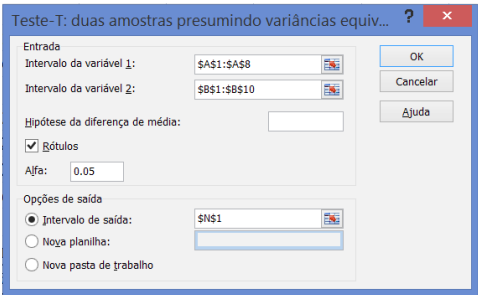 Teste-T: duas amostras presumindo variâncias equiv... ? ×
Entrada
Intervalo da variável 1: $A$1:$A$8
Intervalo da variável 2: $B$1:$B$10
Hipótese da diferença de média:
Rótulos
Alfa: 0.05
OK
Cancelar
Ajuda
Opções de saída
Intervalo de saída: $N$1
Nova planilha:
Nova pasta de trabalho